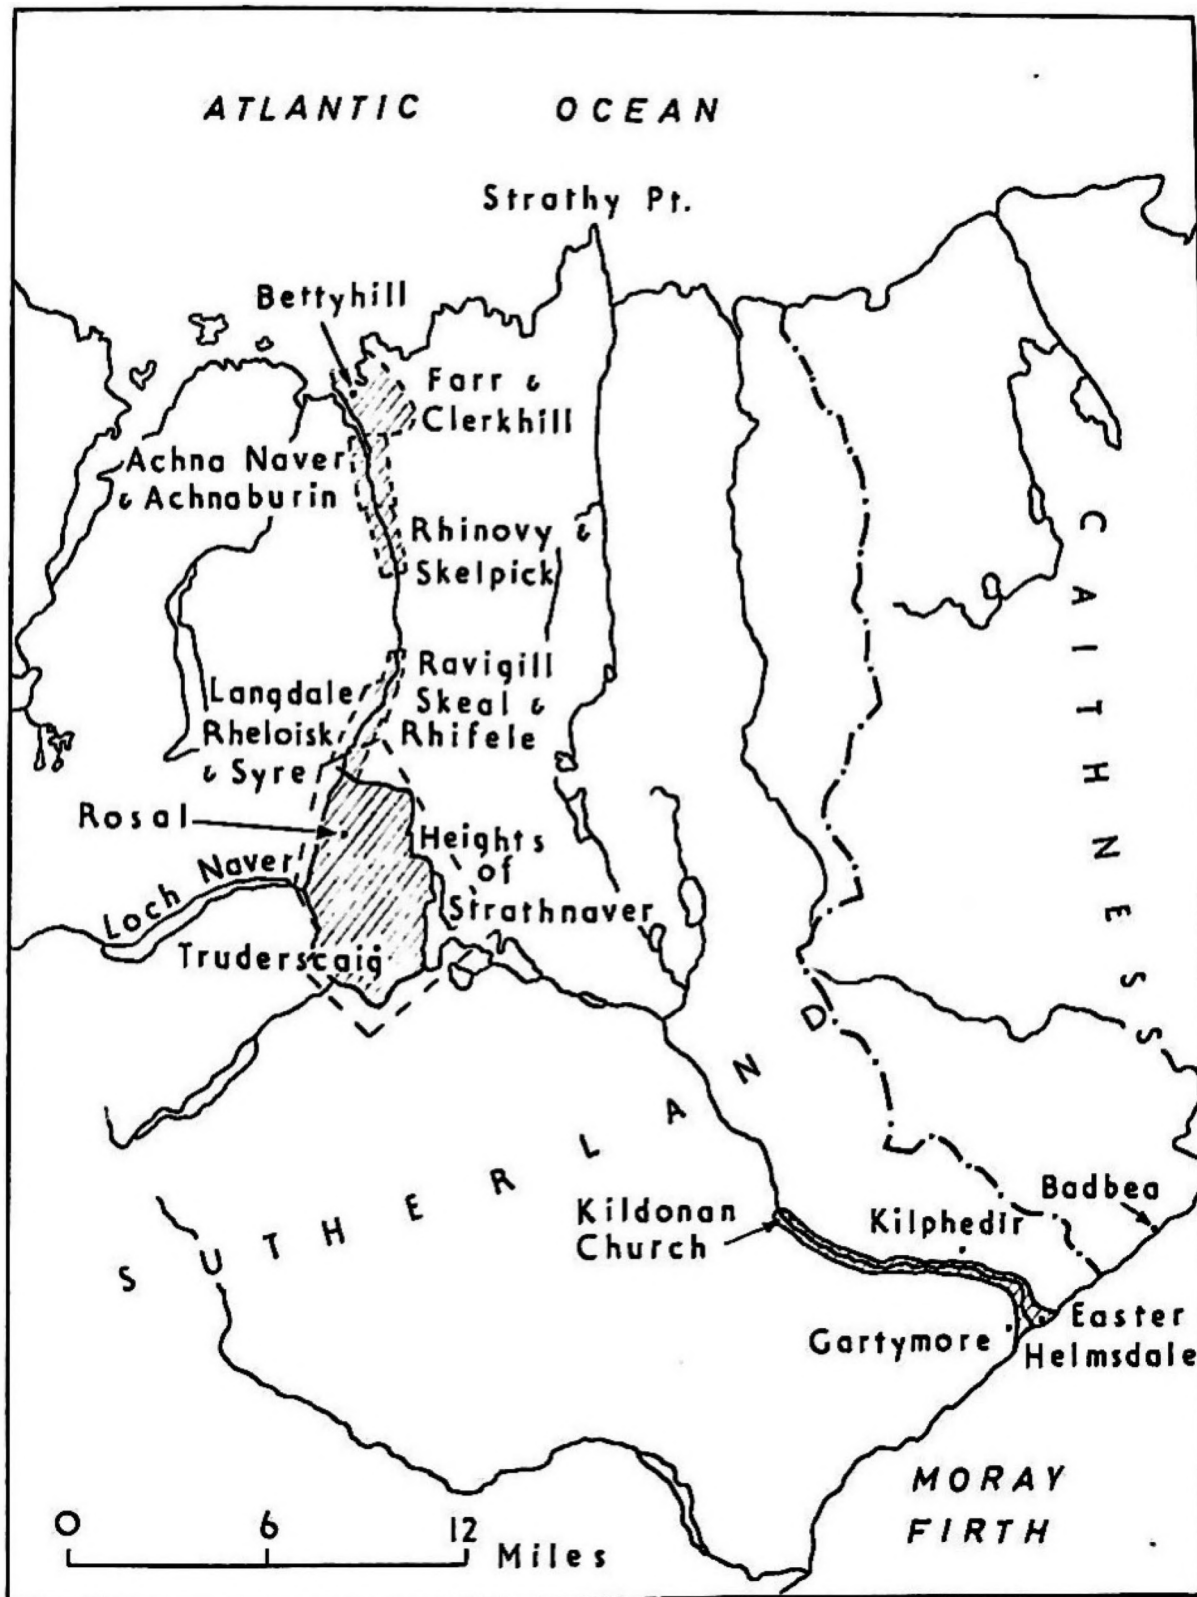 ATLANTIC OCEAN
Strathy Pt.
Bettyhill
Farr &
Clerkhill
Achna Naver
& Achnaburin
Rhinovy &
Skelpick
CAITHNESS
Ravigill
Skeal &
Rhifele
Langdale
Rheloisk
& Syre
Rosal
Heights
of
Strathnaver
Loch Naver
Truderscaig
SUTHERLAND
Badbea
Kildonan
Church
Kilphedir
Gartymore
Easter
Helmsdale
MORAY
FIRTH
0 6 12
Miles